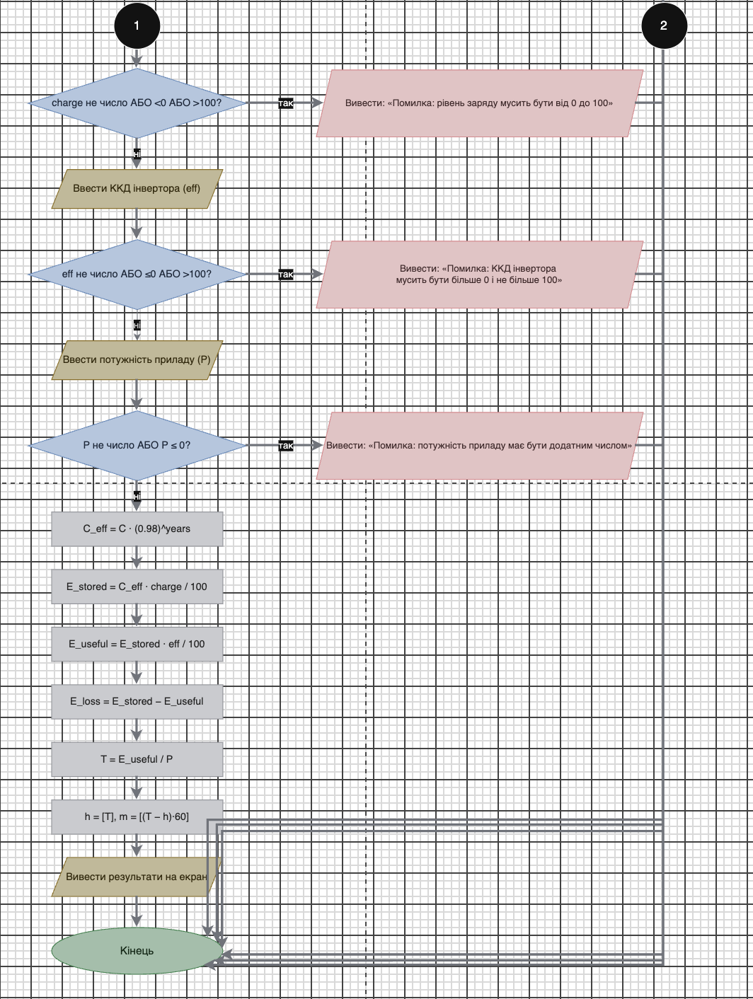 1
2
charge не число АБО <0 АБО >100?
так
Вивести: «Помилка: рівень заряду мусить бути від 0 до 100»
ні
Ввести ККД інвертора (eff)
eff не число АБО ≤0 АБО >100?
так
Вивести: «Помилка: ККД інвертора
мусить бути більше 0 і не більше 100»
ні
Ввести потужність приладу (P)
P не число АБО P ≤ 0?
так
Вивести: «Помилка: потужність приладу має бути додатним числом»
ні
C_eff = C · (0.98)^years
E_stored = C_eff · charge / 100
E_useful = E_stored · eff / 100
E_loss = E_stored − E_useful
T = E_useful / P
h = [T], m = [(T − h)·60]
Вивести результати на екран
Кінець